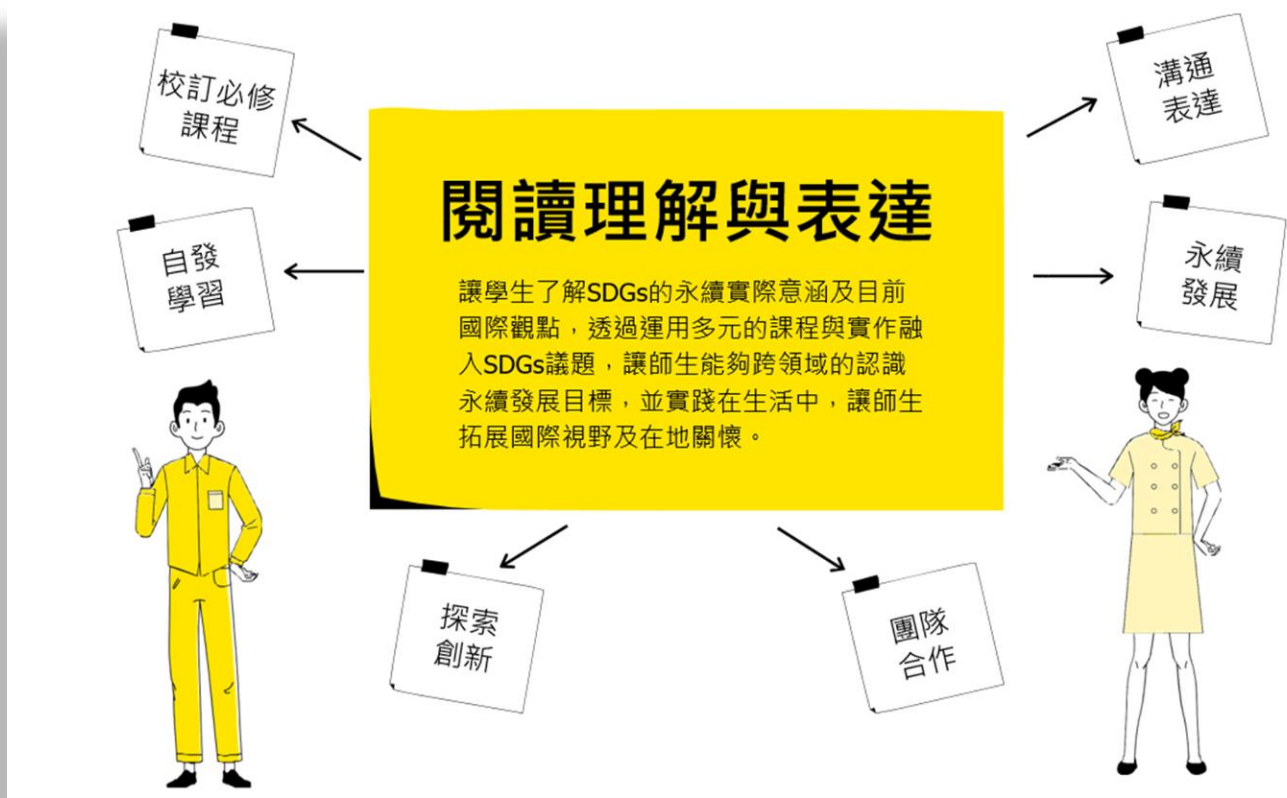 校訂必修
課程
溝通
表達
自發
學習
永續
發展
閱讀理解與表達
讓學生了解SDGs的永續實際意涵及目前
國際觀點，透過運用多元的課程與實作融
入SDGs議題，讓師生能夠跨領域的認識
永續發展目標，並實踐在生活中，讓師生
拓展國際視野及在地關懷。
探索
創新
團隊
合作